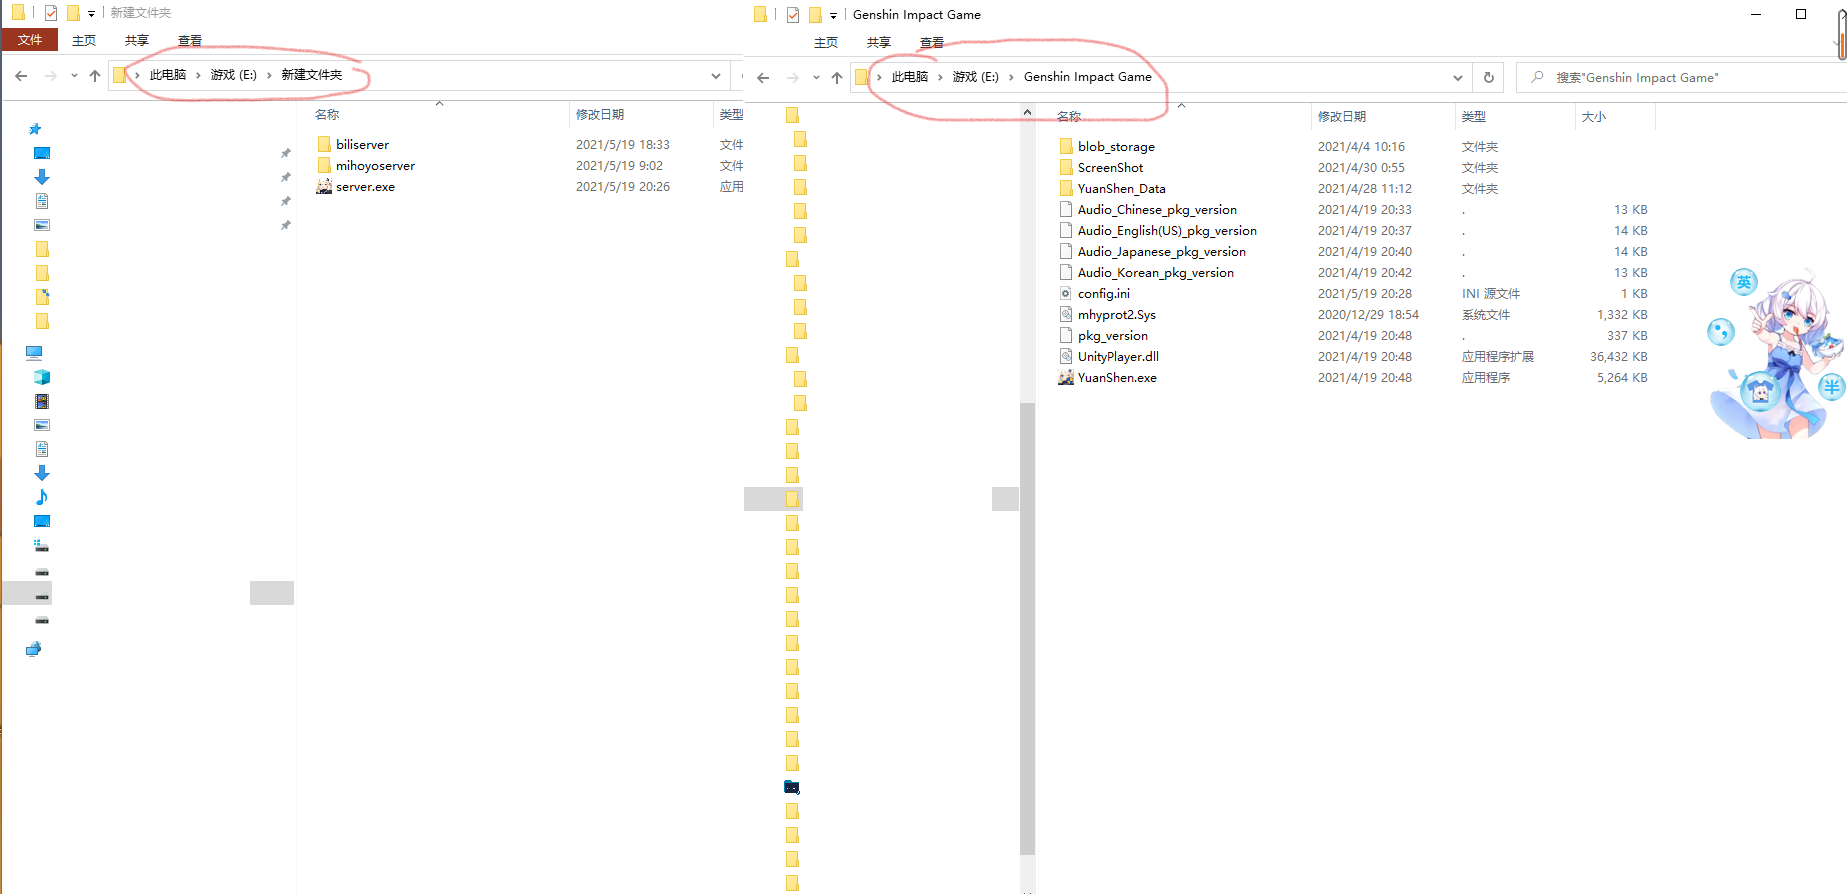 新建文件夹
文件 主页 共享 查看
此电脑 游戏 (E:) 新建文件夹
名称 修改日期 类型
biliserver 2021/5/19 18:33 文件
mihoyoserver 2021/5/19 9:02 文件
server.exe 2021/5/19 20:26 应用
Genshin Impact Game
主页 共享 查看
此电脑 游戏 (E:) Genshin Impact Game 搜索"Genshin Impact Game"
名称 修改日期 类型 大小
blob_storage 2021/4/4 10:16 文件夹
ScreenShot 2021/4/30 0:55 文件夹
YuanShen_Data 2021/4/28 11:12 文件夹
Audio_Chinese_pkg_version 2021/4/19 20:33 . 13 KB
Audio_English(US)_pkg_version 2021/4/19 20:37 . 14 KB
Audio_Japanese_pkg_version 2021/4/19 20:40 . 14 KB
Audio_Korean_pkg_version 2021/4/19 20:42 . 13 KB
config.ini 2021/5/19 20:28 INI 源文件 1 KB
mhyprot2.Sys 2020/12/29 18:54 系统文件 1,332 KB
pkg_version 2021/4/19 20:48 . 337 KB
UnityPlayer.dll 2021/4/19 20:48 应用程序扩展 36,432 KB
YuanShen.exe 2021/4/19 20:48 应用程序 5,264 KB
英
半